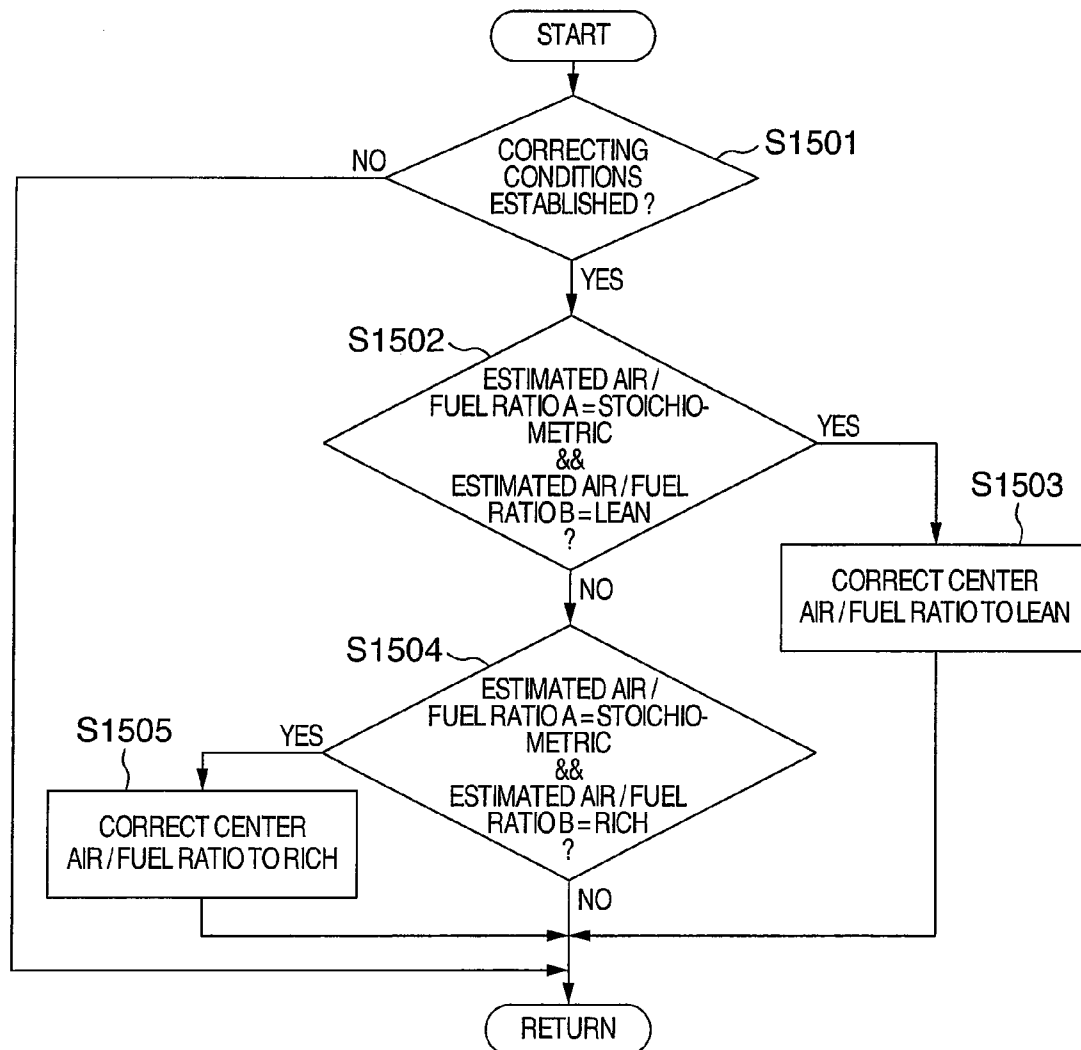 START
S1501
NO
CORRECTING
CONDITIONS
ESTABLISHED ?
YES
S1502
ESTIMATED AIR /
FUEL RATIO A = STOICHIO-
METRIC
&&
ESTIMATED AIR / FUEL
RATIO B = LEAN
?
YES
S1503
CORRECT CENTER
AIR / FUEL RATIO TO LEAN
NO
S1504
ESTIMATED AIR /
FUEL RATIO A = STOICHIO-
METRIC
&&
ESTIMATED AIR / FUEL
RATIO B = RICH
?
YES
S1505
CORRECT CENTER
AIR / FUEL RATIO TO RICH
NO
RETURN